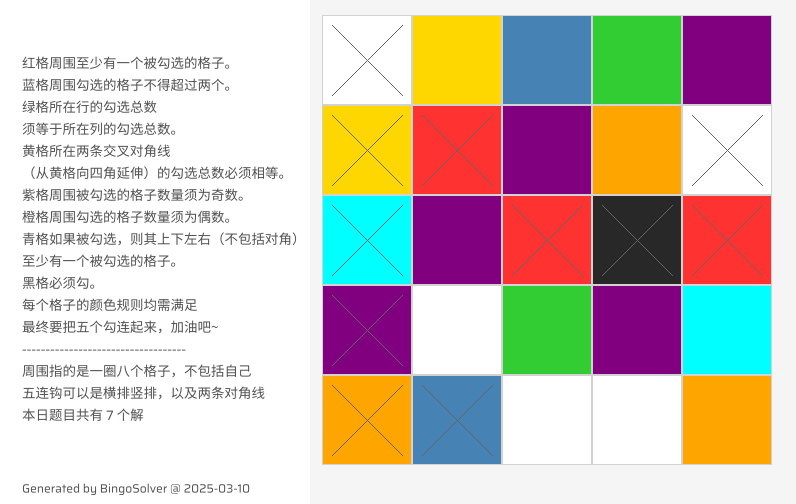 红格周围至少有一个被勾选的格子。
蓝格周围勾选的格子不得超过两个。
绿格所在行的勾选总数
须等于所在列的勾选总数。
黄格所在两条交叉对角线
（从黄格向四角延伸）的勾选总数必须相等。
紫格周围被勾选的格子数量须为奇数。
橙格周围勾选的格子数量须为偶数。
青格如果被勾选，则其上下左右（不包括对角）
至少有一个被勾选的格子。
黑格必须勾。
每个格子的颜色规则均需满足
最终要把五个勾连起来，加油吧~
-----------------------------------
周围指的是一圈八个格子，不包括自己
五连钩可以是横排竖排，以及两条对角线
本日题目共有 7 个解
Generated by BingoSolver @ 2025-03-10